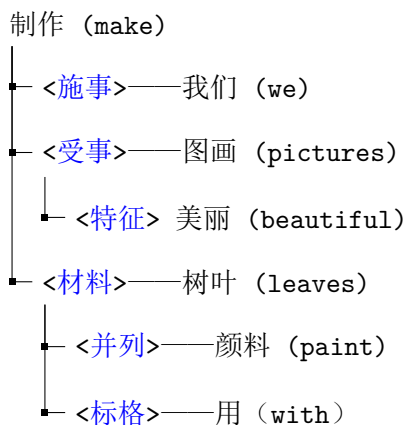 制作 (make)
<施事>——我们 (we)
<受事>——图画 (pictures)
<特征> 美丽 (beautiful)
<材料>——树叶 (leaves)
<并列>——颜料 (paint)
<标格>——用（with）